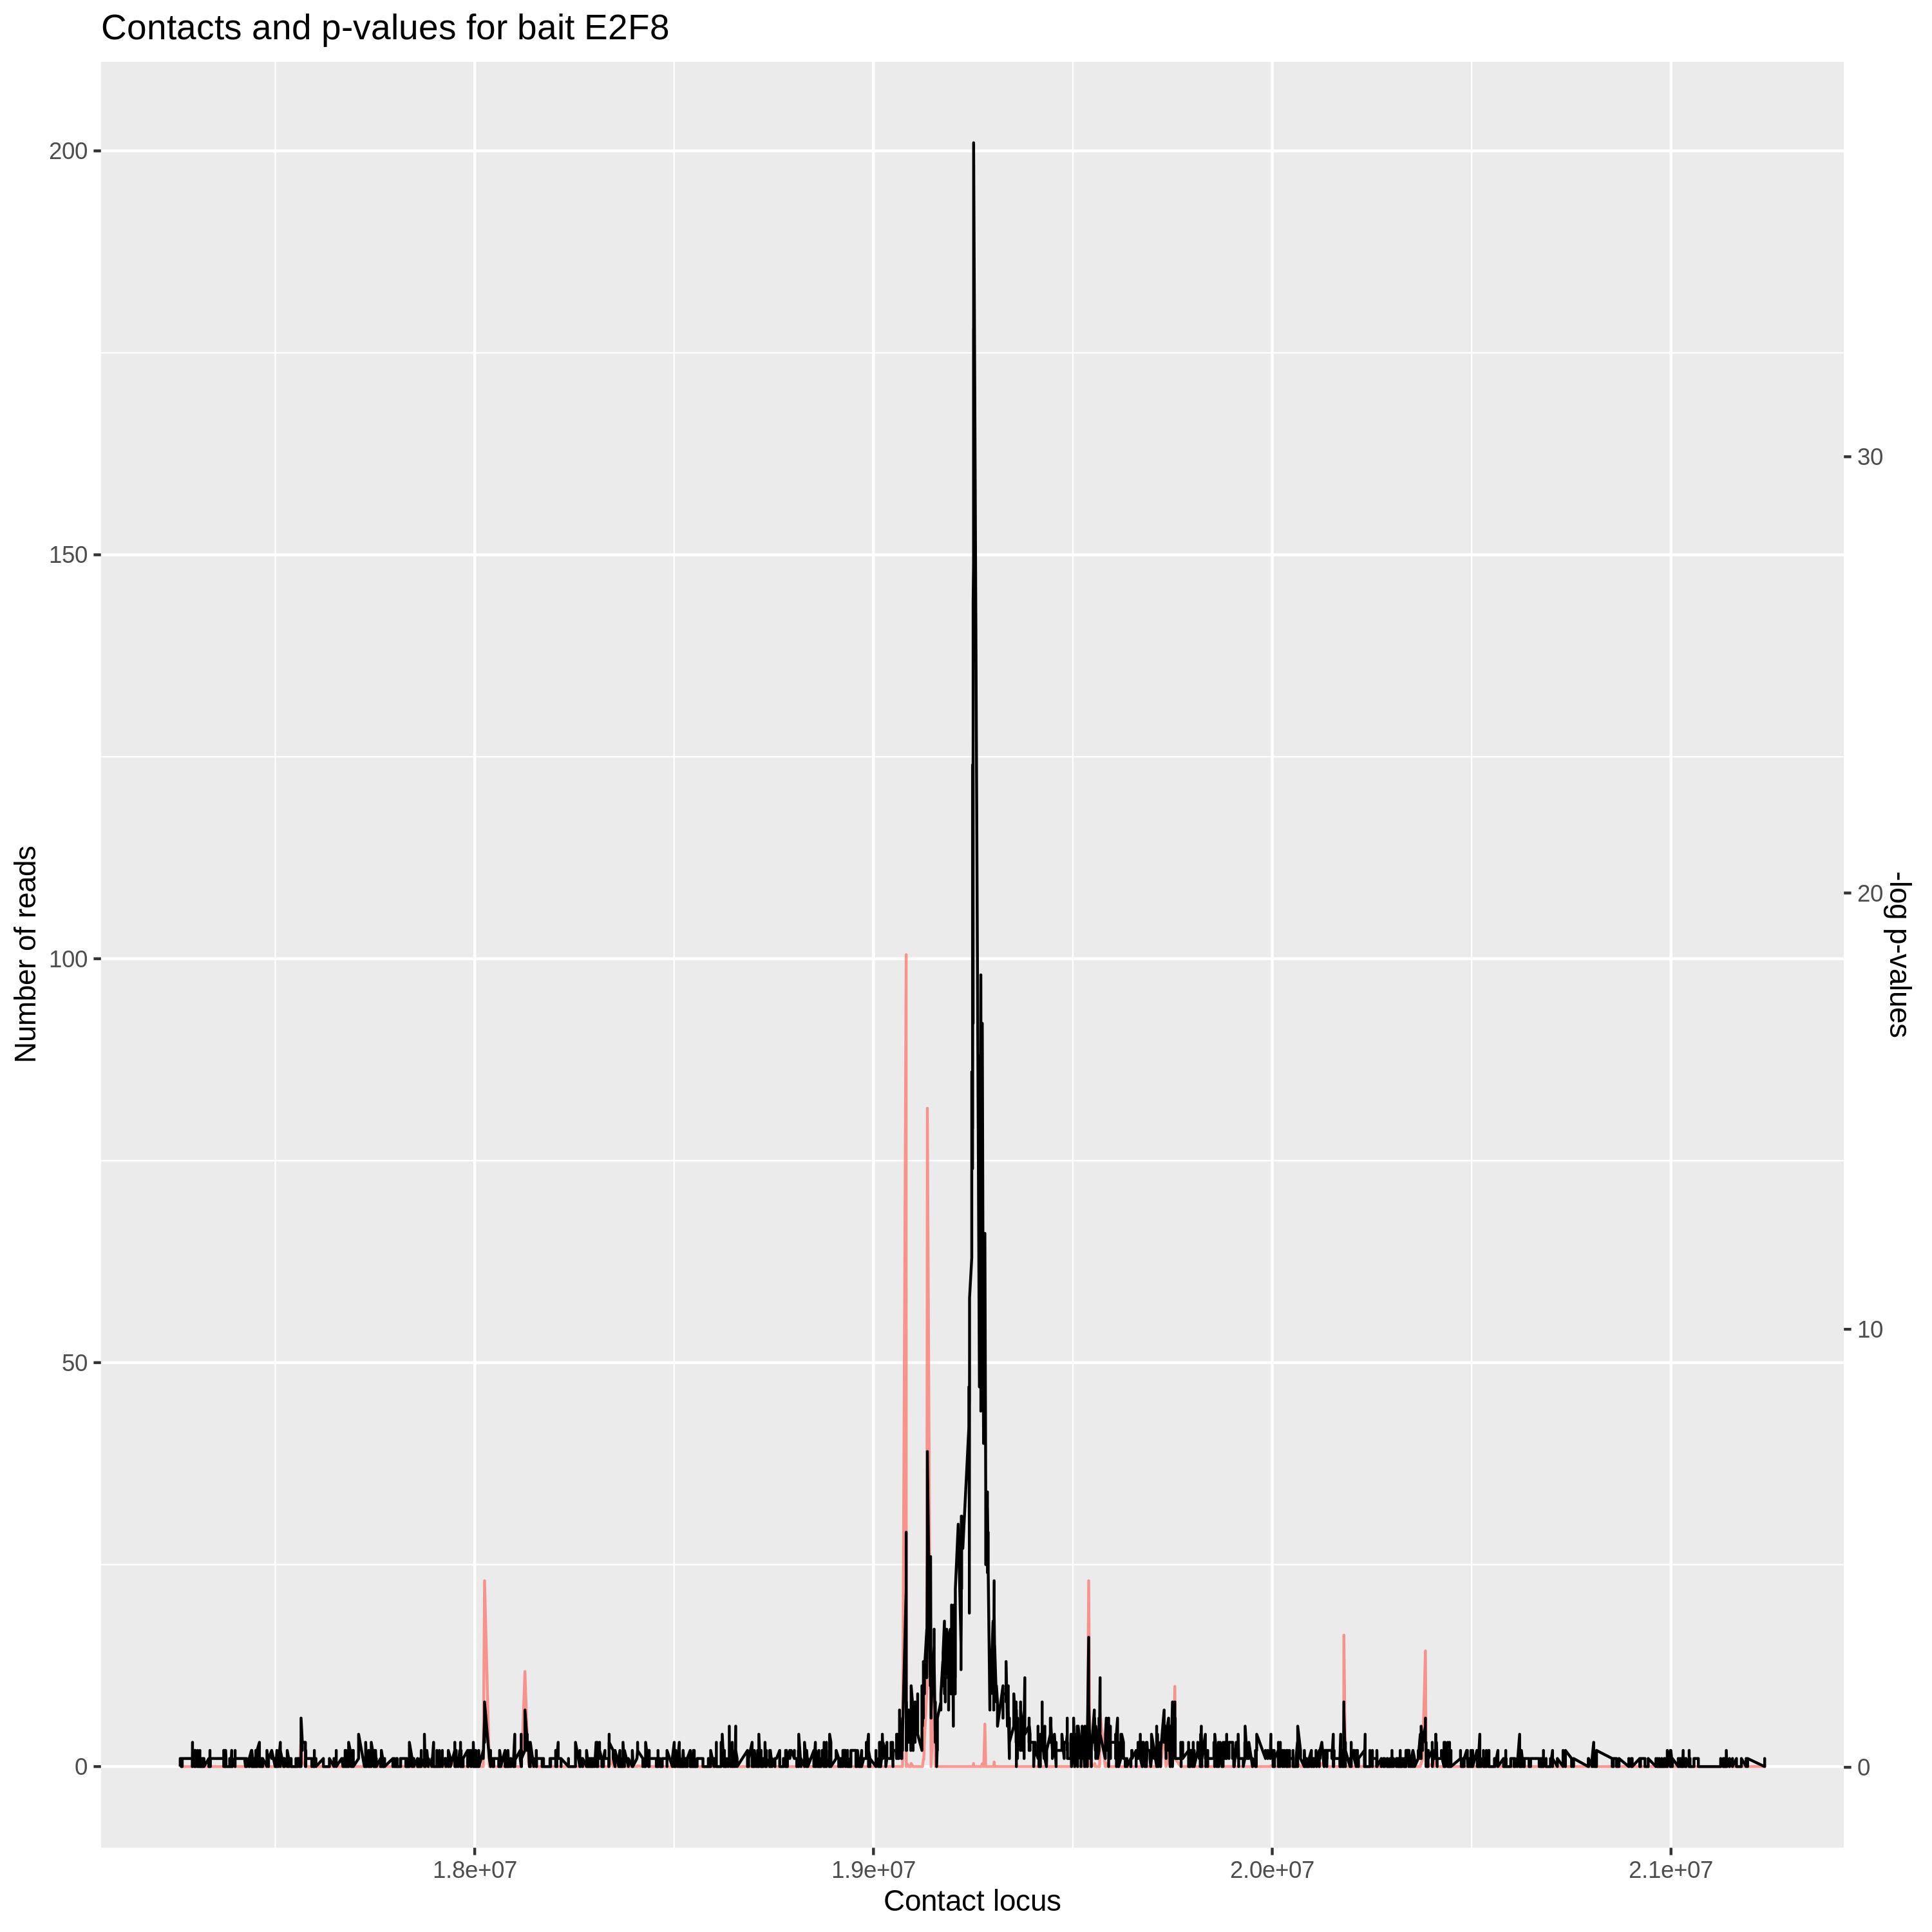 Contacts and p-values for bait E2F8
200
150
100
50
0
Number of reads
30
20
10
0
-log p-values
1.8e+07
1.9e+07
2.0e+07
2.1e+07
Contact locus